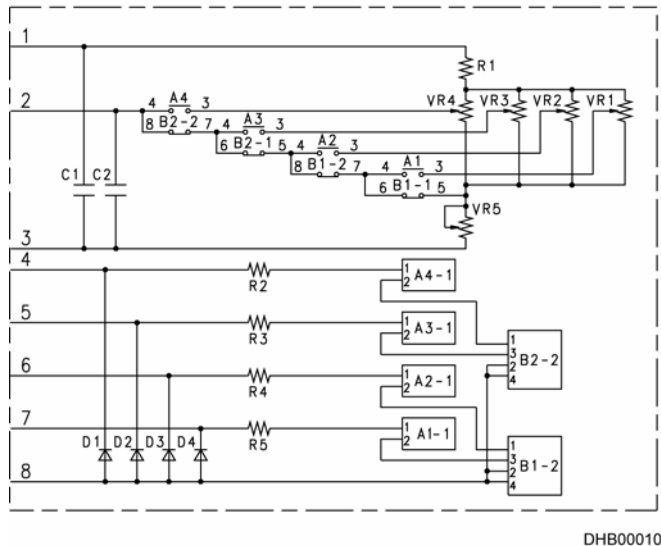 1
R1
2
4 A4 3
VR4 VR3 VR2 VR1
8 B2-2 7 4 A3 3
6 B2-1 5 4 A2 3
8 B1-2 7 4 A1 3
6 B1-1 5
C1 C2
VR5
3
4
R2
1 2 A4-1
5
R3
1 2 A3-1
1 3 2 4 B2-2
6
R4
1 2 A2-1
7
D1 D2 D3 D4
R5
1 2 A1-1
1 3 2 4 B1-2
8
DHB00010